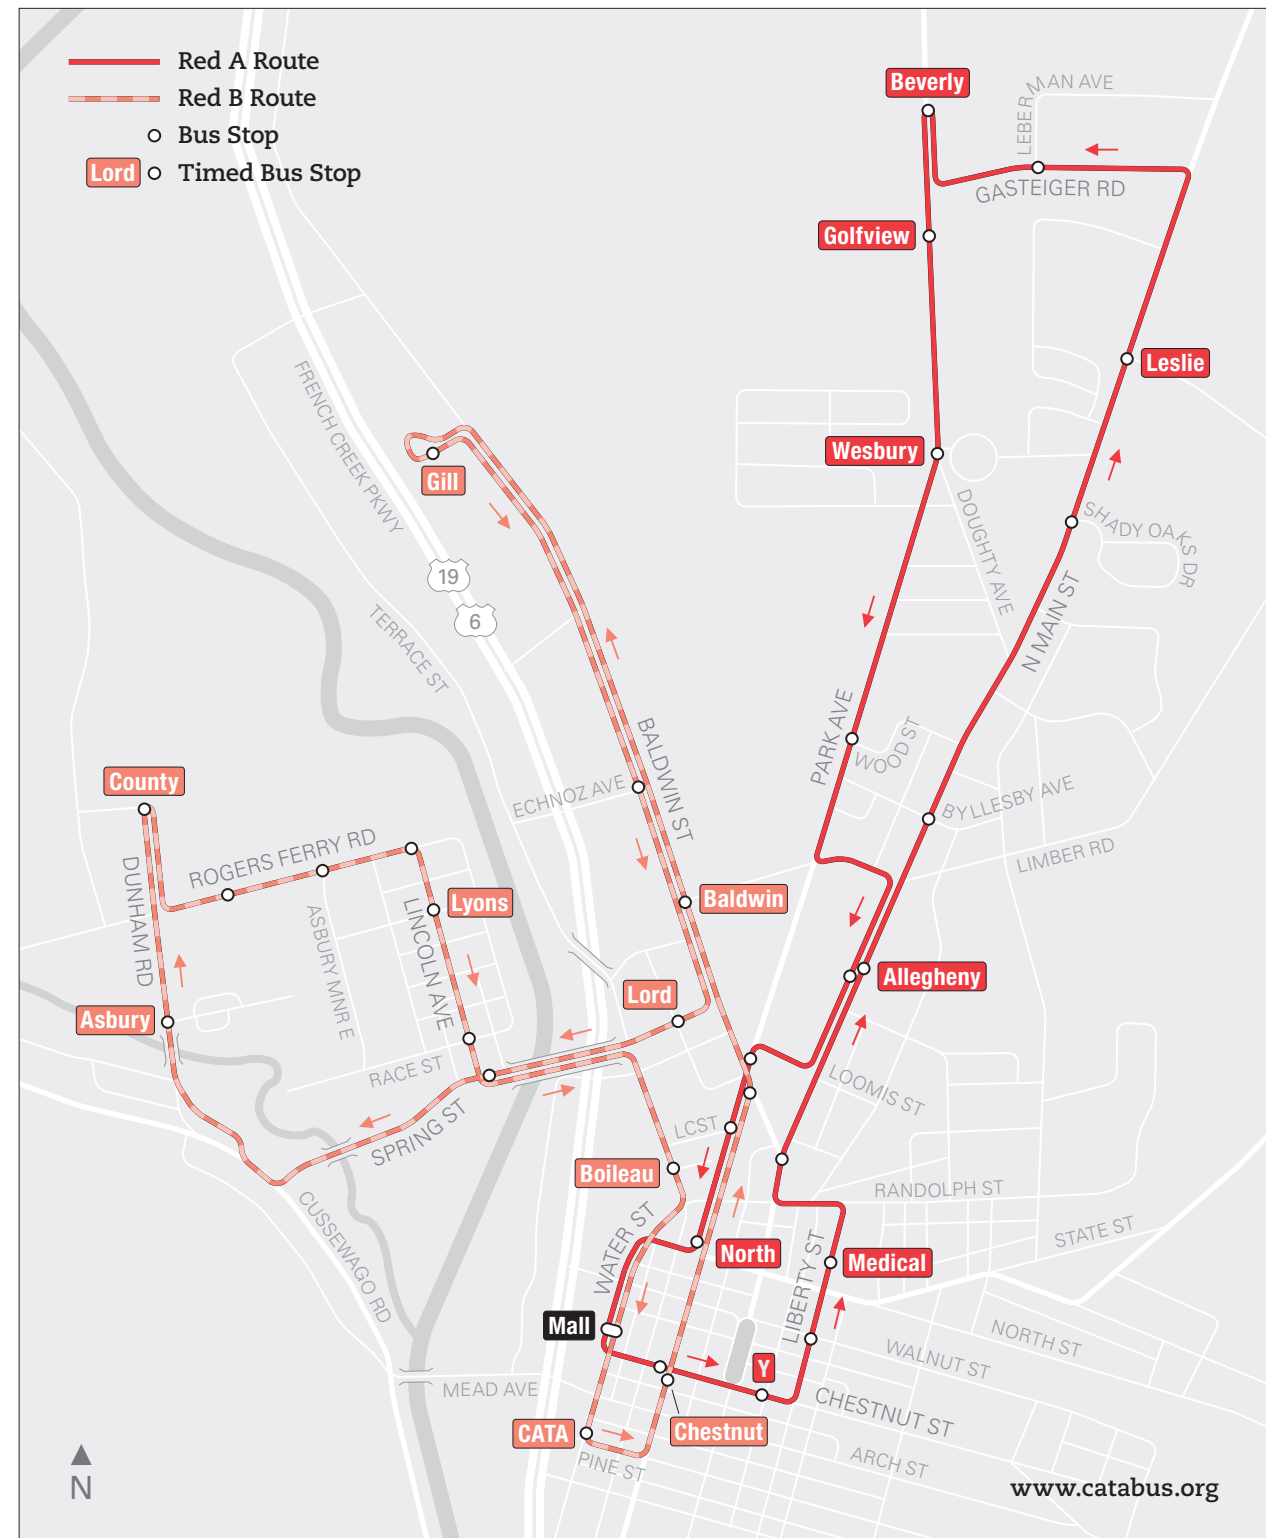 Red A Route
Red B Route
Bus Stop
Lord
Timed Bus Stop
Beverly
LEBERMAN AVE
GASTEIGER RD
Golfview
Leslie
FRENCH CREEK PKWY
Wesbury
Gill
DOUGHTY AVE
SHADY OAKS DR
19
6
TERRACE ST
N MAIN ST
BALDWIN ST
PARK AVE
WOOD ST
ECHNOZ AVE
BYLLESBY AVE
LIMBER RD
County
ROGERS FERRY RD
DUNHAM RD
Lyons
LINCOLN AVE
ASBURY MNR E
Baldwin
Allegheny
Lord
Asbury
RACE ST
LOOMIS ST
SPRING ST
LCST
Boileau
RANDOLPH ST
CUSSEWAGO RD
WATER ST
North
LIBERTY ST
Medical
STATE ST
Mall
NORTH ST
WALNUT ST
Y
MEAD AVE
CHESTNUT ST
CATA
Chestnut
PINE ST
ARCH ST
N
www.catabus.org